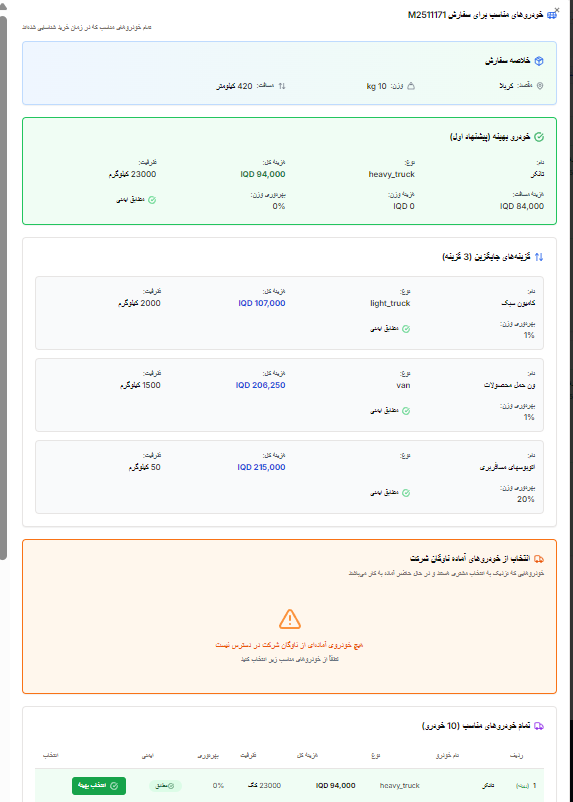 خودروهای مناسب برای سفارش M2511171
تمام خودروهای مناسب که در زمان خرید شناسایی شده‌اند
خلاصه سفارش
مقصد: کربلا
وزن: 10 kg
مسافت: 420 کیلومتر
خودرو بهینه (پیشنهاد اول)
نام: نوع: هزینه کل: ظرفیت:
تانکر heavy_truck IQD 94,000 23000 کیلوگرم
هزینه مسافت: هزینه وزن: بهره‌وری وزن: مطابق ایمنی
IQD 84,000 IQD 0 0%
گزینه‌های جایگزین (3 گزینه)
نام: نوع: هزینه کل: ظرفیت:
کامیون سبک light_truck IQD 107,000 2000 کیلوگرم
بهره‌وری وزن: مطابق ایمنی
1%
نام: نوع: هزینه کل: ظرفیت:
ون حمل محصولات van IQD 206,250 1500 کیلوگرم
بهره‌وری وزن: مطابق ایمنی
1%
نام: نوع: هزینه کل: ظرفیت:
اتوبوسهای مسافربری IQD 215,000 50 کیلوگرم
بهره‌وری وزن: مطابق ایمنی
20%
انتخاب از خودروهای آماده ناوگان شرکت
خودروهایی که نزدیک به انتخاب مشتری هستند و در حال حاضر آماده به کار می‌باشند
هیچ خودروی آماده‌ای از ناوگان شرکت در دسترس نیست
لطفاً از خودروهای مناسب زیر انتخاب کنید
تمام خودروهای مناسب (10 خودرو)
ردیف نام خودرو نوع هزینه کل ظرفیت بهره‌وری ایمنی انتخاب
1 (بهینه) تانکر heavy_truck IQD 94,000 23000 کگ 0% مطابق انتخاب بهینه